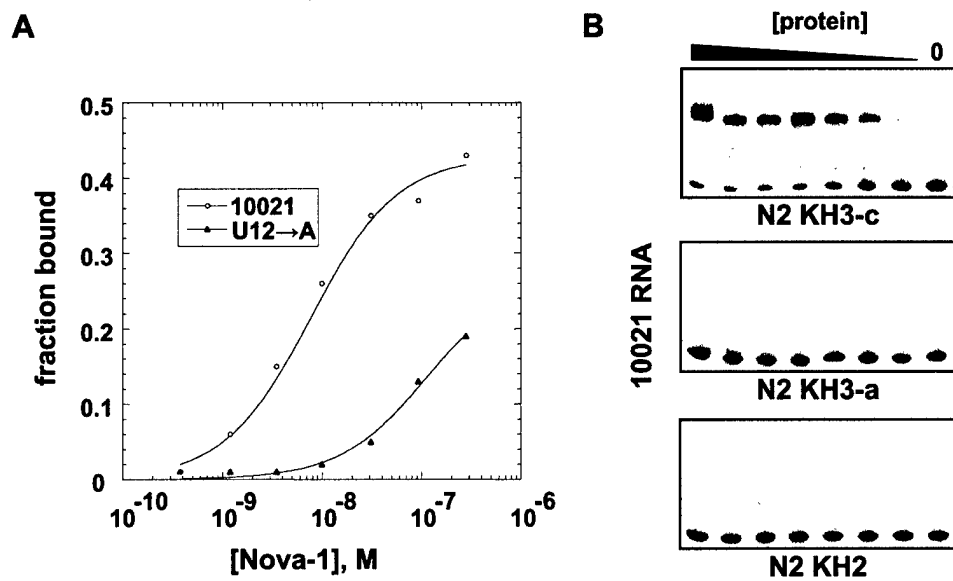 A
0.5
0.4
0.3
0.2
0.1
0
fraction bound
10021
U12→A
10⁻¹⁰ 10⁻⁹ 10⁻⁸ 10⁻⁷ 10⁻⁶
[Nova-1], M
B
[protein]
0
10021 RNA
N2 KH3-c
N2 KH3-a
N2 KH2